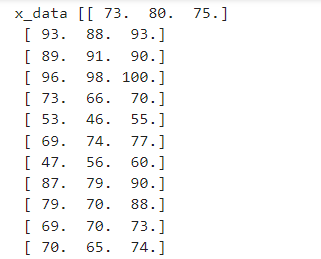 x_data [[ 73.  80.  75.]
 [ 93.  88.  93.]
 [ 89.  91.  90.]
 [ 96.  98. 100.]
 [ 73.  66.  70.]
 [ 53.  46.  55.]
 [ 69.  74.  77.]
 [ 47.  56.  60.]
 [ 87.  79.  90.]
 [ 79.  70.  88.]
 [ 69.  70.  73.]
 [ 70.  65.  74.]